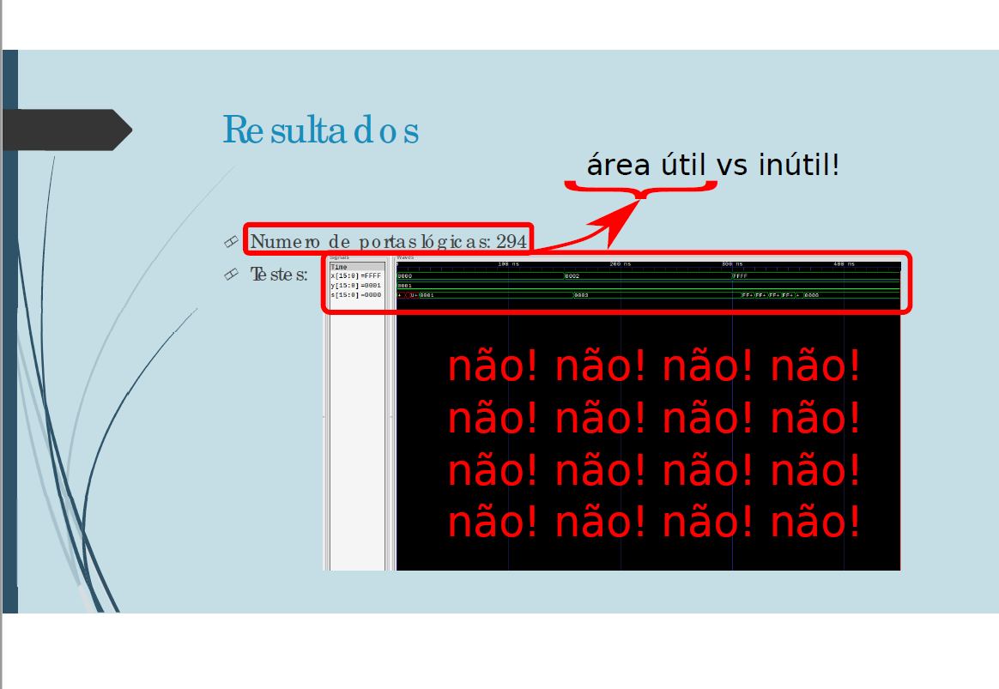 Resultados
área útil vs inútil!
Numero de portas lógicas: 294
Testes:
Signals
Waves
Time
100 ns
200 ns
300 ns
400 ns
x[15:0]=FFFF
0000
0002
FFFF
y[15:0]=0001
0001
s[15:0]=0000
0001
0003
FF+
FF+
FF+
FF+
+
0000
não! não! não! não!
não! não! não! não!
não! não! não! não!
não! não! não! não!